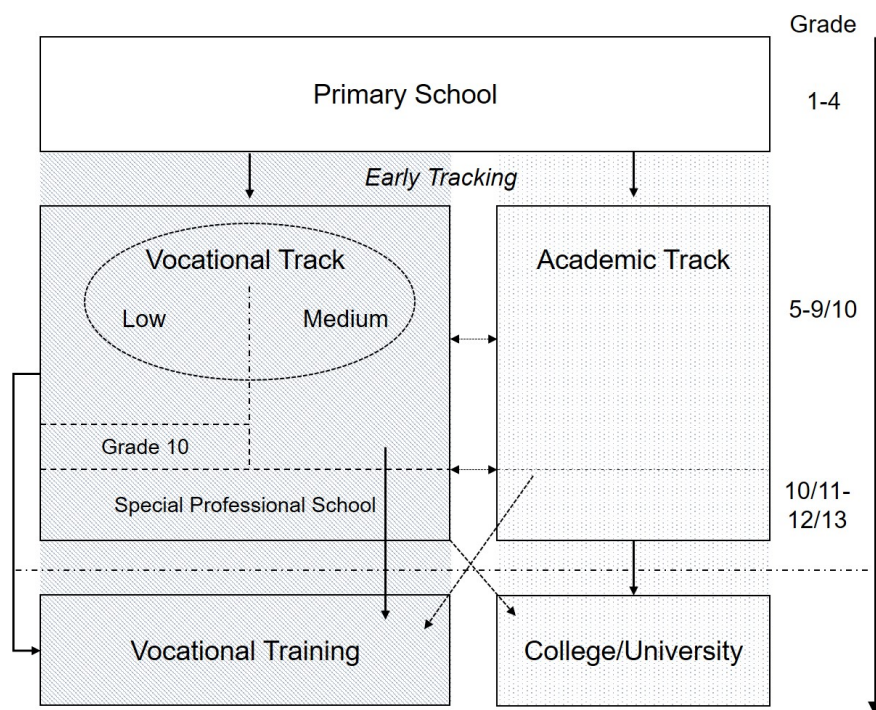 Grade
Primary School
1-4
Early Tracking
Vocational Track
Academic Track
Low
Medium
5-9/10
Grade 10
Special Professional School
10/11-
12/13
Vocational Training
College/University